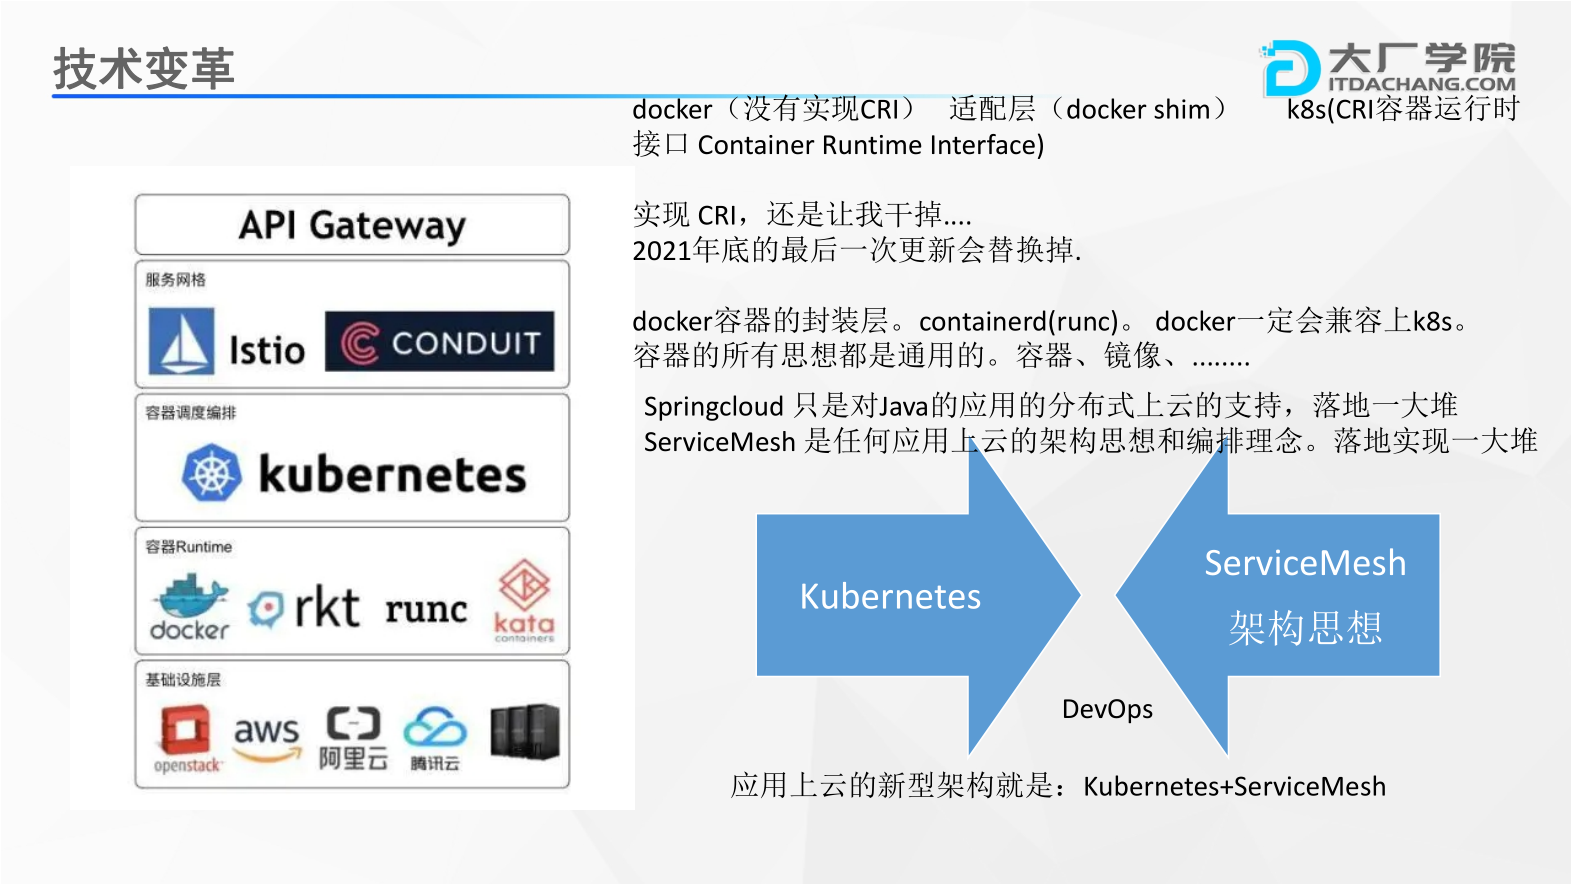 技术变革
大厂学院
ITDACHANG.COM
docker（没有实现CRI） 适配层（docker shim） k8s(CRI容器运行时
接口 Container Runtime Interface)
实现 CRI，还是让我干掉....
2021年底的最后一次更新会替换掉.
docker容器的封装层。containerd(runc)。 docker一定会兼容上k8s。
容器的所有思想都是通用的。容器、镜像、........
Springcloud 只是对Java的应用的分布式上云的支持，落地一大堆
ServiceMesh 是任何应用上云的架构思想和编排理念。落地实现一大堆
API Gateway
服务网格
Istio
CONDUIT
容器调度编排
kubernetes
容器Runtime
docker
rkt
runc
kata
containers
基础设施层
openstack
aws
阿里云
腾讯云
Kubernetes
ServiceMesh
架构思想
DevOps
应用上云的新型架构就是：Kubernetes+ServiceMesh